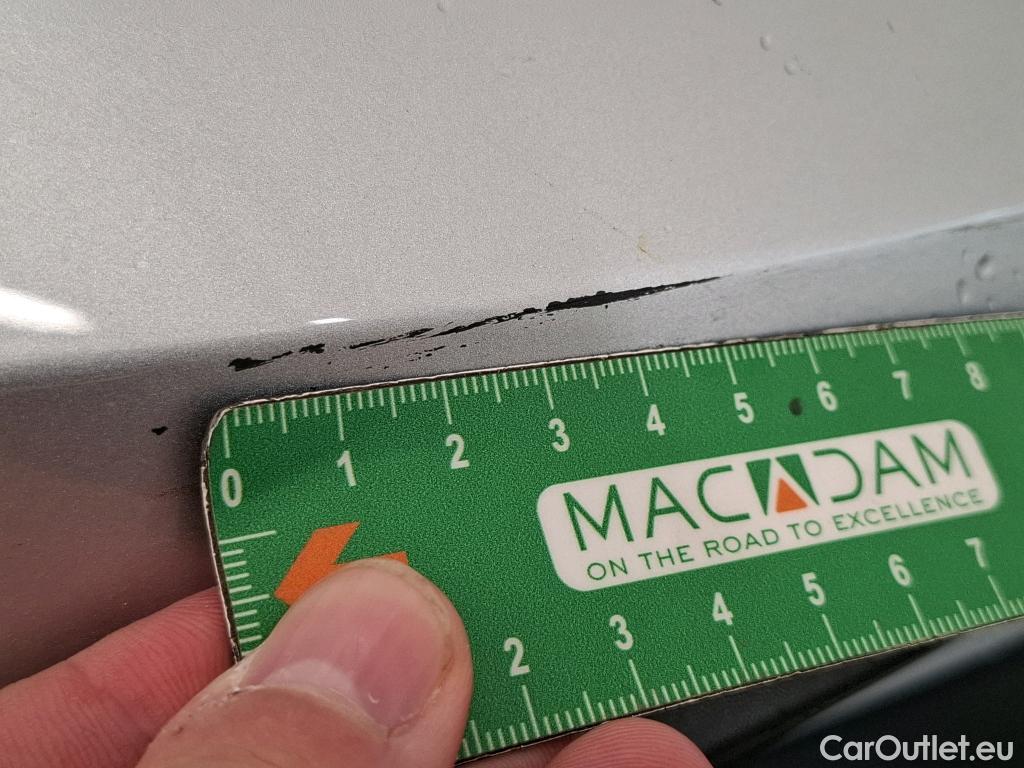 0 1 2 3 4 5 6 7 8
MACADAM
ON THE ROAD TO EXCELLENCE
2 3 4 5 6 7
CarOutlet.eu